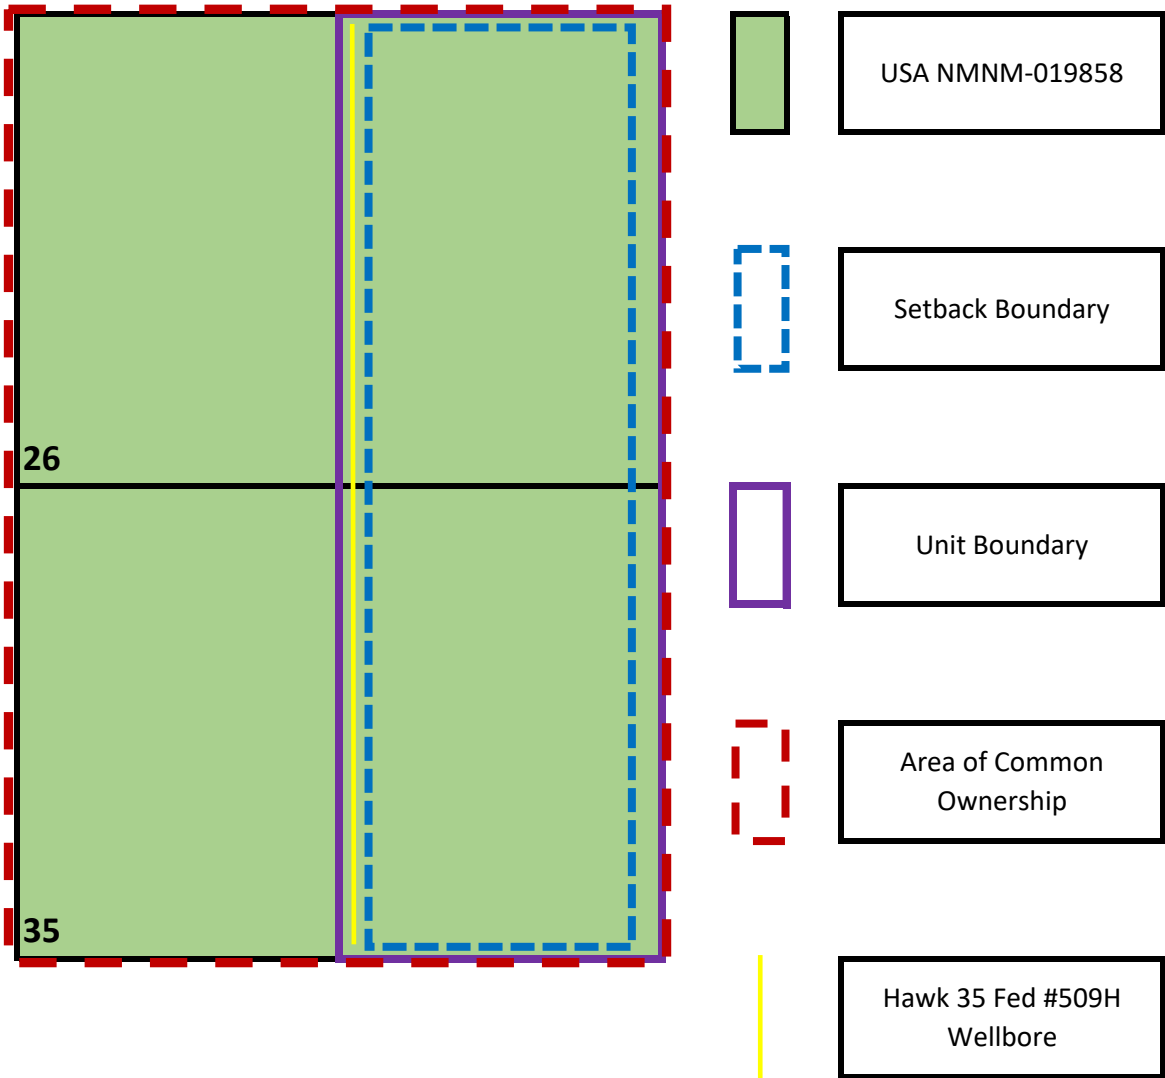 USA NMNM-019858
Setback Boundary
26
Unit Boundary
Area of Common
Ownership
35
Hawk 35 Fed #509H
Wellbore